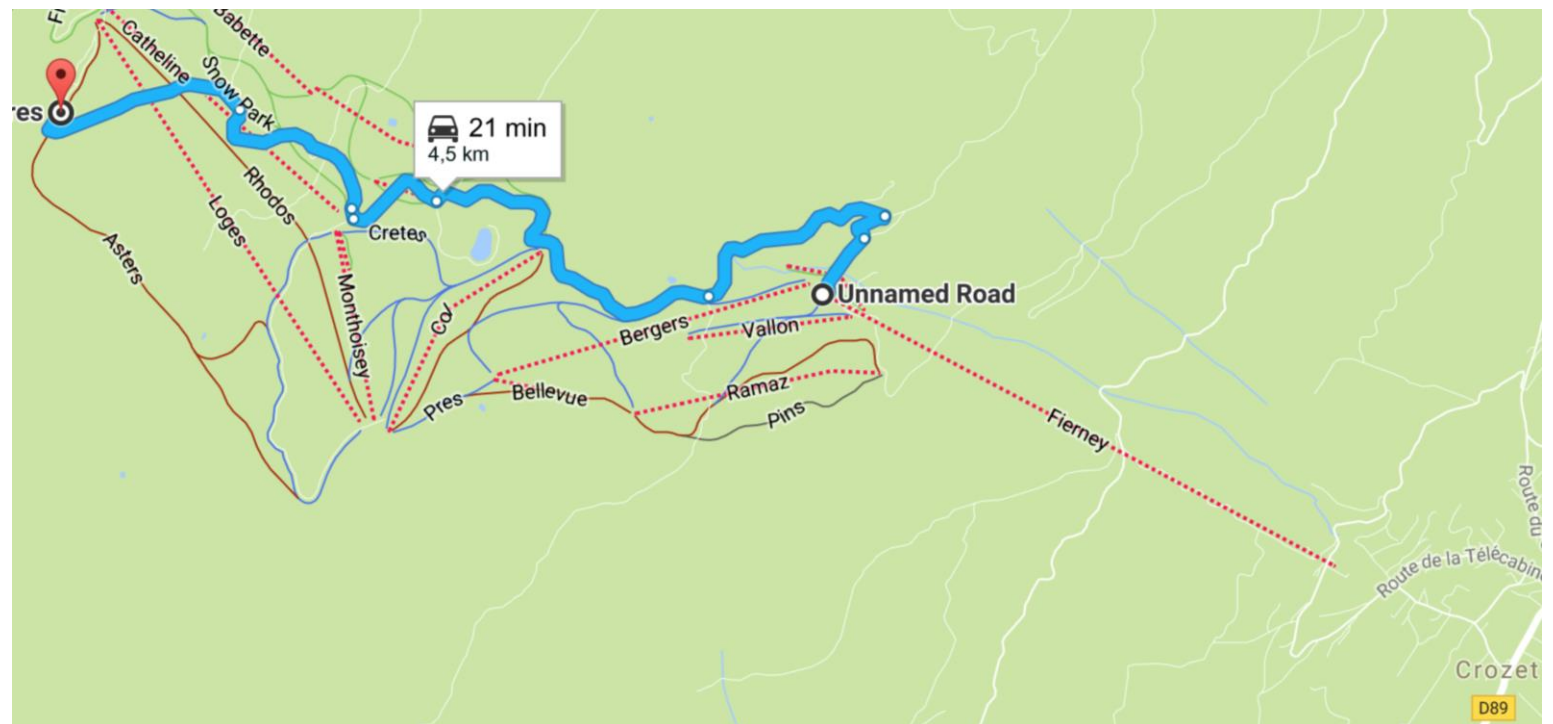 Babette
Catheline
Snow Park
res
21 min
4,5 km
Rhodos
Loges
Cretes
Asters
Monthoisey
Col
Unnamed Road
Bergers
Vallon
Pres
Bellevue
Ramaz
Pins
Fierney
Route du
Route de la Télécabine
Crozet
D89